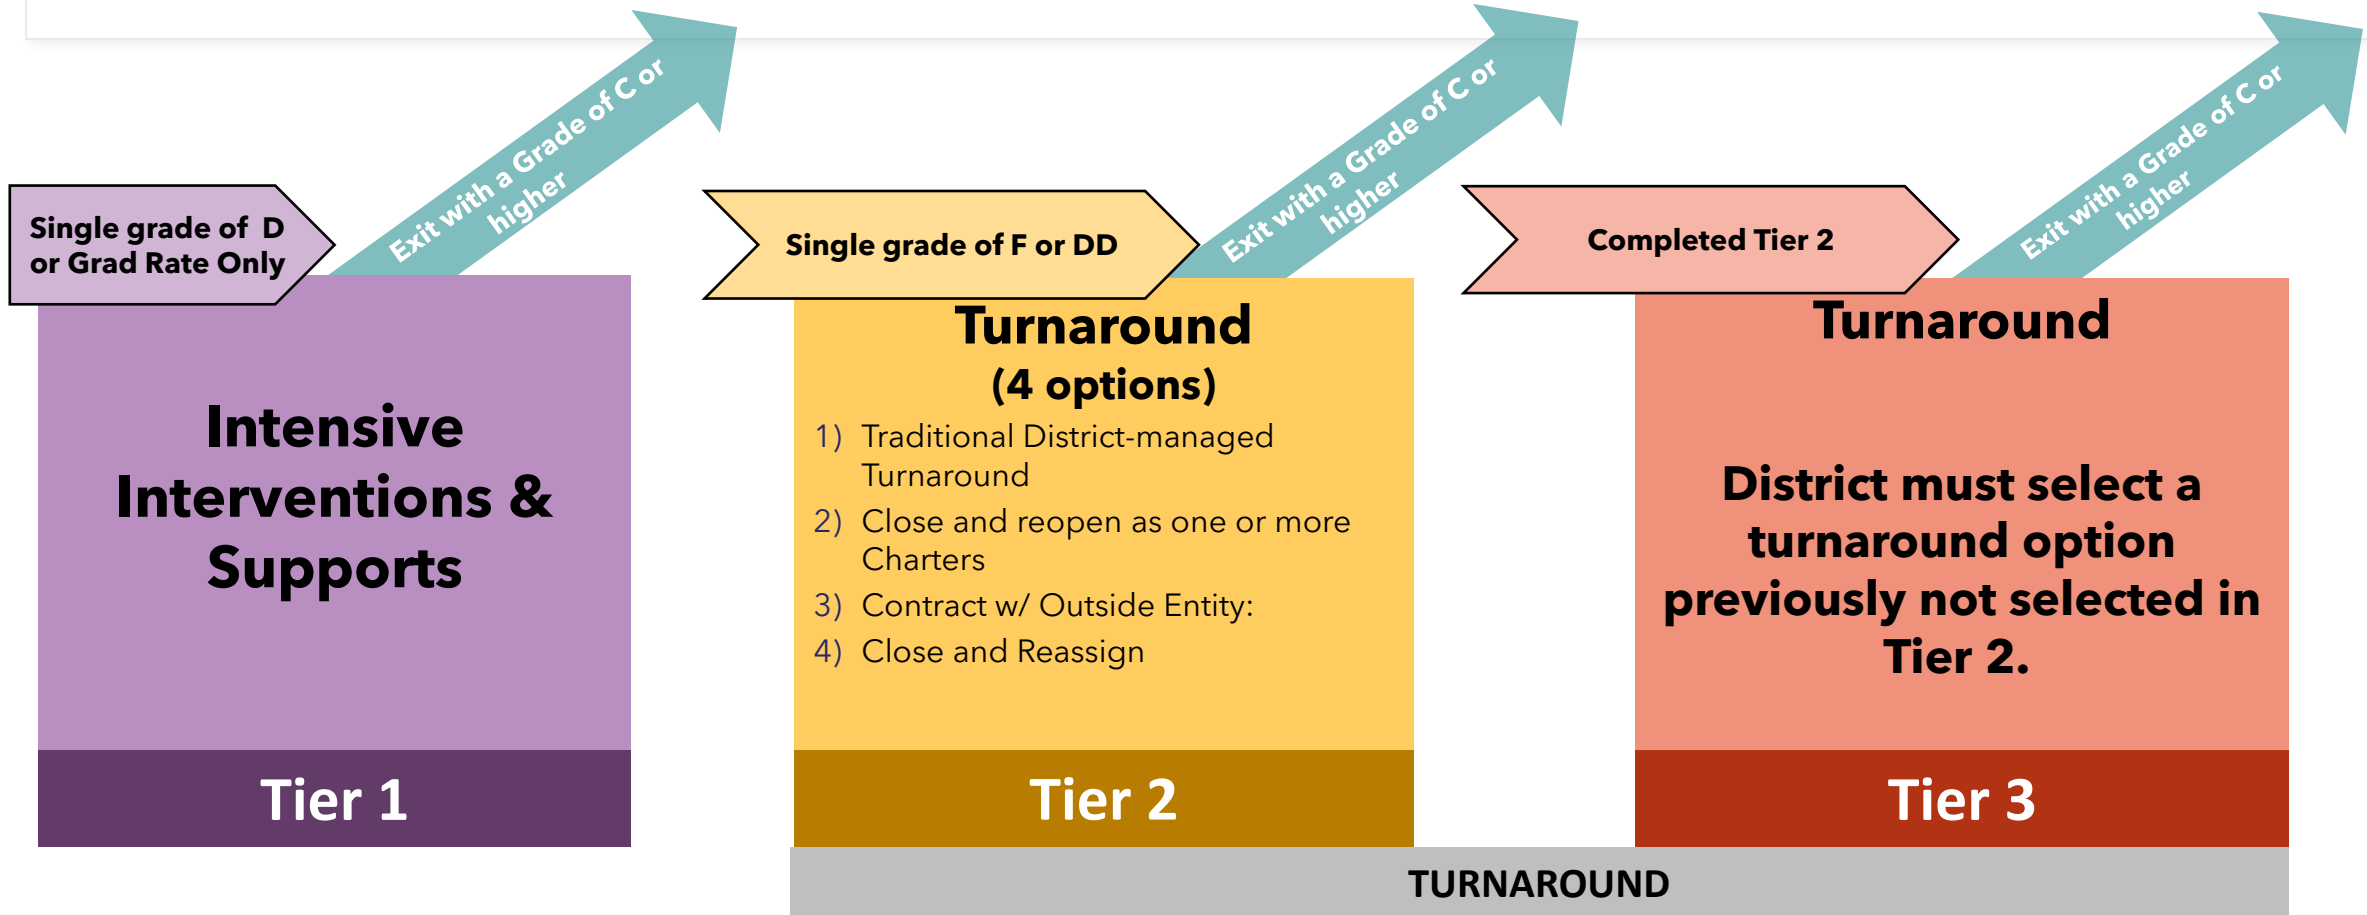 Exit with a Grade of C or
higher
Single grade of  D
or Grad Rate Only
Intensive
Interventions &
Supports
Tier 1
Exit with a Grade of C or
higher
Single grade of F or DD
Turnaround
(4 options)
1) Traditional District-managed
Turnaround
2) Close and reopen as one or more
Charters
3) Contract w/ Outside Entity:
4) Close and Reassign
Tier 2
Exit with a Grade of C or
higher
Completed Tier 2
Turnaround
District must select a
turnaround option
previously not selected in
Tier 2.
Tier 3
TURNAROUND